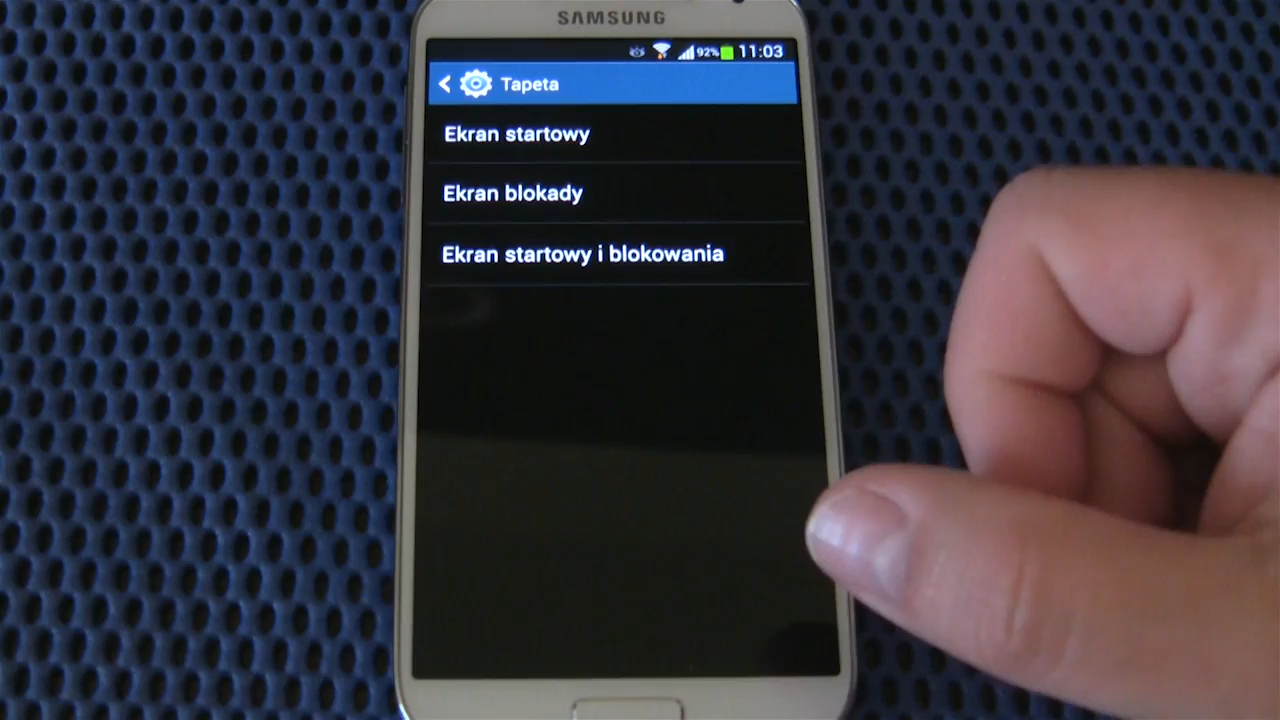 SAMSUNG
92% 11:03
Tapeta
Ekran startowy
Ekran blokady
Ekran startowy i blokowania